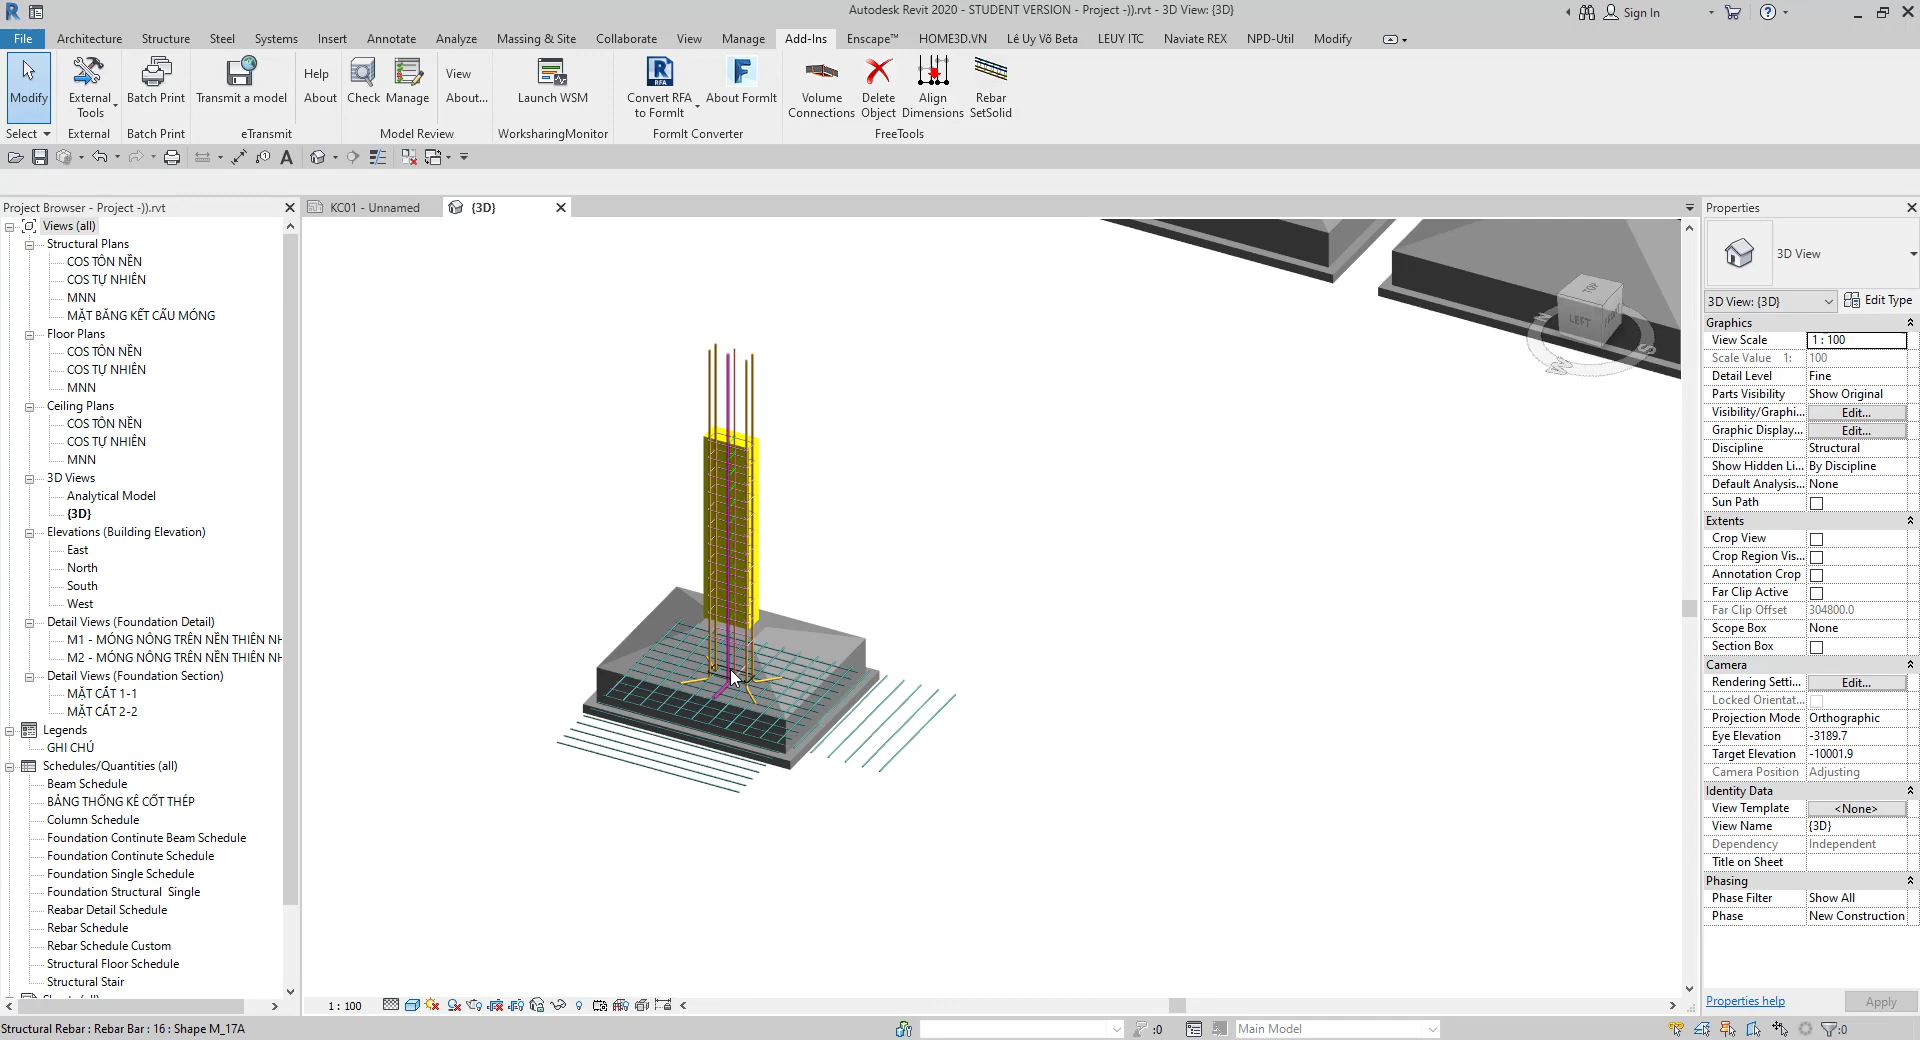 Autodesk Revit 2020 - STUDENT VERSION - Project -)).rvt - 3D View: {3D}
Sign In
File Architecture Structure Steel Systems Insert Annotate Analyze Massing & Site Collaborate View Manage Add-Ins Enscape™ HOME3D.VN Lê Uy Võ Beta LEUY ITC Naviate REX NPD-Util Modify
Modify
External Tools
Batch Print
Transmit a model
Help
About
Check
Manage
View
About...
Launch WSM
Convert RFA to FormIt
About FormIt
Volume Connections
Delete Object
Align Dimensions
Rebar SetSolid
Select
External
Batch Print
eTransmit
Model Review
WorksharingMonitor
FormIt Converter
FreeTools
Project Browser - Project -)).rvt
Views (all)
Structural Plans
COS TÔN NỀN
COS TỰ NHIÊN
MNN
MẶT BẰNG KẾT CẤU MÓNG
Floor Plans
COS TÔN NỀN
COS TỰ NHIÊN
MNN
Ceiling Plans
COS TÔN NỀN
COS TỰ NHIÊN
MNN
3D Views
Analytical Model
{3D}
Elevations (Building Elevation)
East
North
South
West
Detail Views (Foundation Detail)
M1 - MÓNG NÔNG TRÊN NỀN THIÊN NH
M2 - MÓNG NÔNG TRÊN NỀN THIÊN NH
Detail Views (Foundation Section)
MẶT CẮT 1-1
MẶT CẮT 2-2
Legends
GHI CHÚ
Schedules/Quantities (all)
Beam Schedule
BẢNG THỐNG KÊ CỐT THÉP
Column Schedule
Foundation Continute Beam Schedule
Foundation Continute Schedule
Foundation Single Schedule
Foundation Structural Single
Reabar Detail Schedule
Rebar Schedule
Rebar Schedule Custom
Structural Floor Schedule
Structural Stair
KC01 - Unnamed
{3D}
TOP
LEFT
N
S
W
1 : 100
Properties
3D View
3D View: {3D}
Edit Type
Graphics
View Scale 1 : 100
Scale Value 1: 100
Detail Level Fine
Parts Visibility Show Original
Visibility/Graphi... Edit...
Graphic Display... Edit...
Discipline Structural
Show Hidden Li... By Discipline
Default Analysis... None
Sun Path
Extents
Crop View
Crop Region Vis...
Annotation Crop
Far Clip Active
Far Clip Offset 304800.0
Scope Box None
Section Box
Camera
Rendering Setti... Edit...
Locked Orientat...
Projection Mode Orthographic
Eye Elevation -3189.7
Target Elevation -10001.9
Camera Position Adjusting
Identity Data
View Template <None>
View Name {3D}
Dependency Independent
Title on Sheet
Phasing
Phase Filter Show All
Phase New Construction
Properties help
Apply
Structural Rebar : Rebar Bar : 16 : Shape M_17A
:0
Main Model
:0